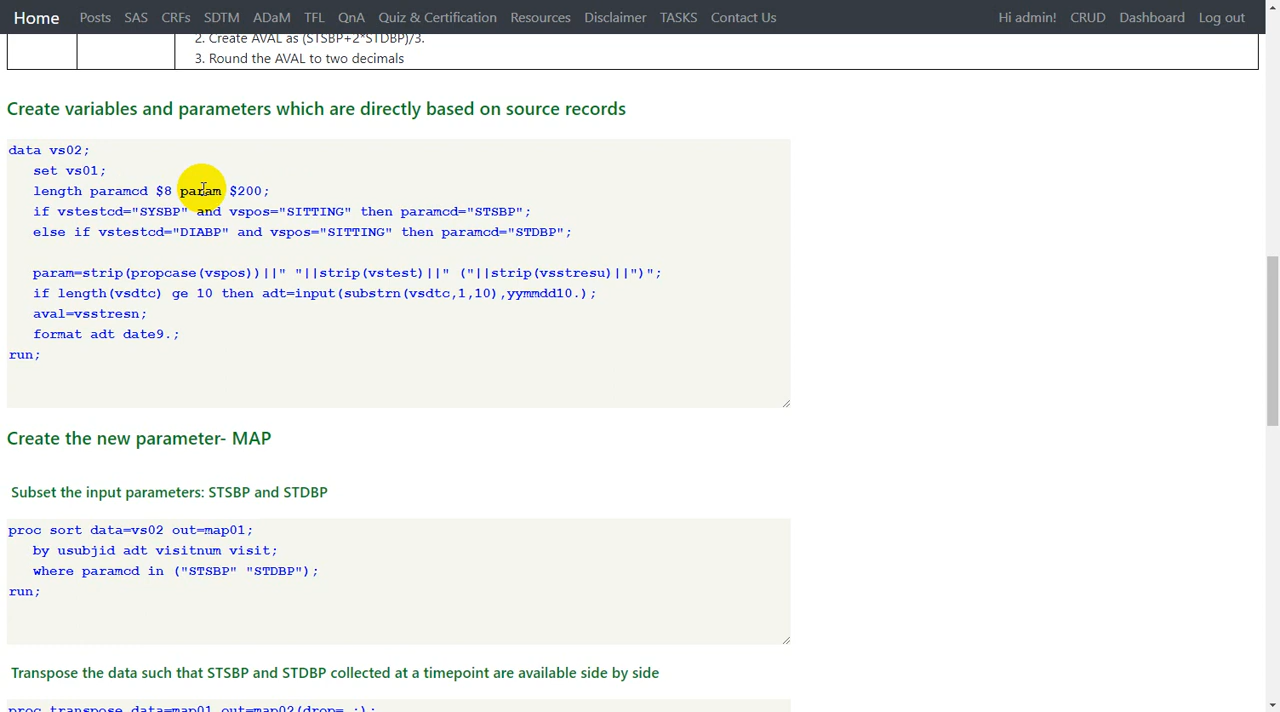 Home Posts SAS CRFs SDTM ADaM TFL QnA Quiz & Certification Resources Disclaimer TASKS Contact Us Hi admin! CRUD Dashboard Log out
2. Create AVAL as (STSBP+2*STDBP)/3.
3. Round the AVAL to two decimals
Create variables and parameters which are directly based on source records
data vs02;
set vs01;
length paramcd $8 param $200;
if vstestcd="SYSBP" and vspos="SITTING" then paramcd="STSBP";
else if vstestcd="DIABP" and vspos="SITTING" then paramcd="STDBP";
param=strip(propcase(vspos))||" "||strip(vstest)||" ("||strip(vsstresu)||")";
if length(vsdtc) ge 10 then adt=input(substrn(vsdtc,1,10),yymmdd10.);
aval=vsstresn;
format adt date9.;
run;
Create the new parameter- MAP
Subset the input parameters: STSBP and STDBP
proc sort data=vs02 out=map01;
by usubjid adt visitnum visit;
where paramcd in ("STSBP" "STDBP");
run;
Transpose the data such that STSBP and STDBP collected at a timepoint are available side by side
proc transpose data=map01 out=map02(drop=_:);